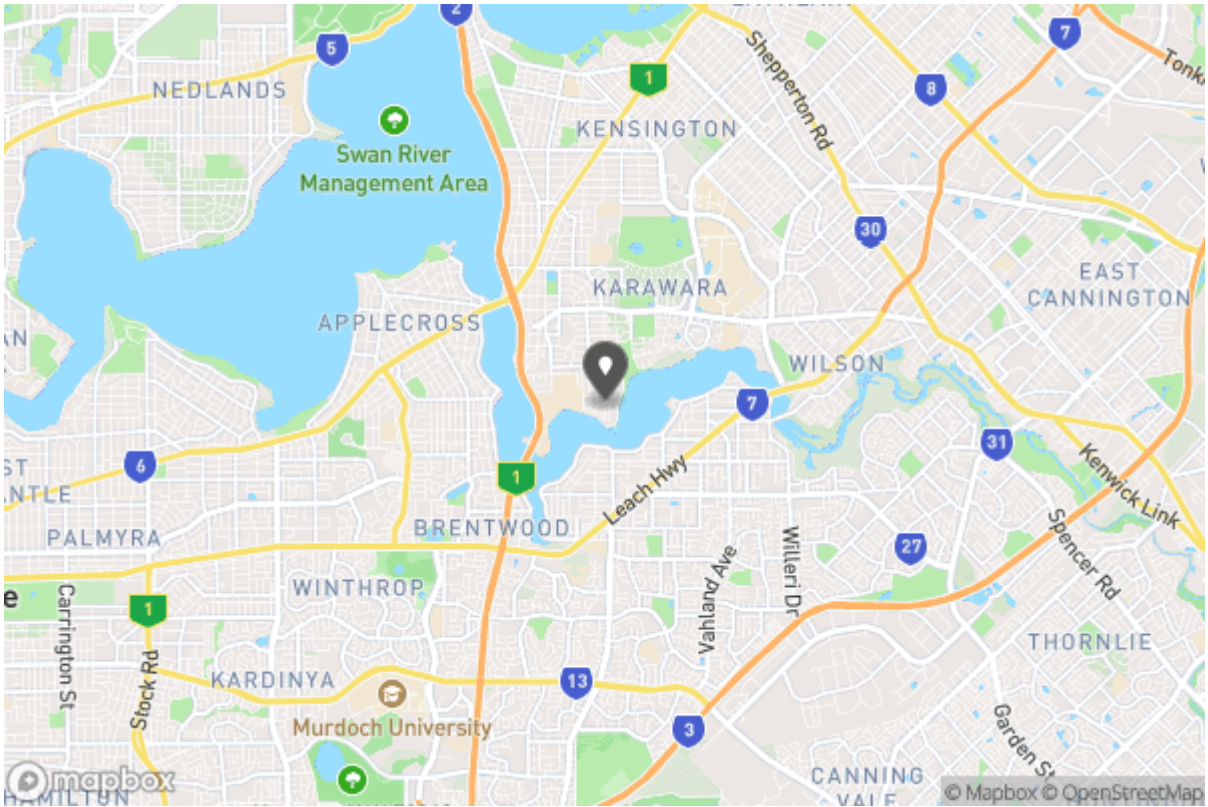 2
5
7
Tonk
NEDLANDS
1
Shepperton Rd
8
KENSINGTON
Swan River
Management Area
30
EAST
CANNINGTON
KARAWARA
APPLECROSS
AN
WILSON
7
31
6
ST
NTLE
1
Leach Hwy
Kenwick Link
PALMYRA
BRENTWOOD
Vahland Ave
Willeri Dr
27
Spencer Rd
e
WINTHROP
Carrington St
1
Stock Rd
THORNLIE
KARDINYA
13
Murdoch University
3
Garden St
mapbox
HAMILTON
CANNING
VALE
© Mapbox © OpenStreetMap